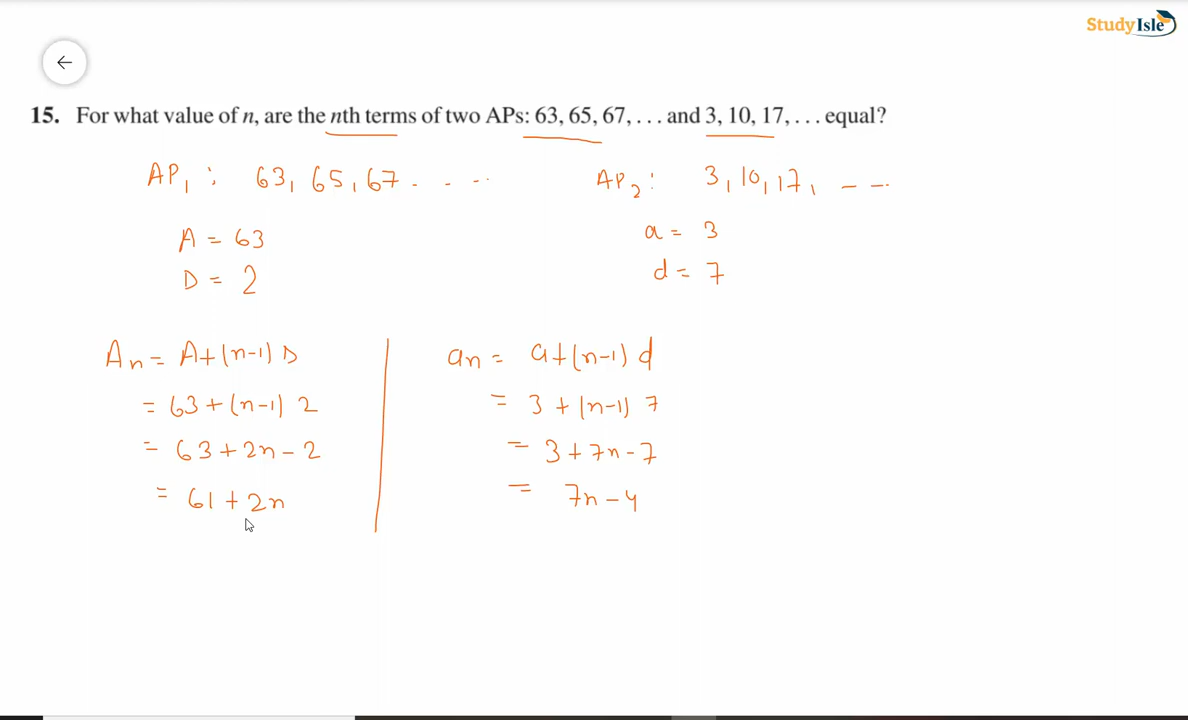 StudyIsle
15. For what value of n, are the nth terms of two APs: 63, 65, 67, . . . and 3, 10, 17, . . . equal?
AP₁ : 63, 65, 67 - - - -
AP₂ : 3, 10, 17, - -
A = 63
D = 2
a = 3
d = 7
An = A+(n-1) D
= 63+(n-1) 2
= 63+2n-2
= 61+2n
an = a+(n-1) d
= 3+(n-1) 7
= 3+7n-7
= 7n-4